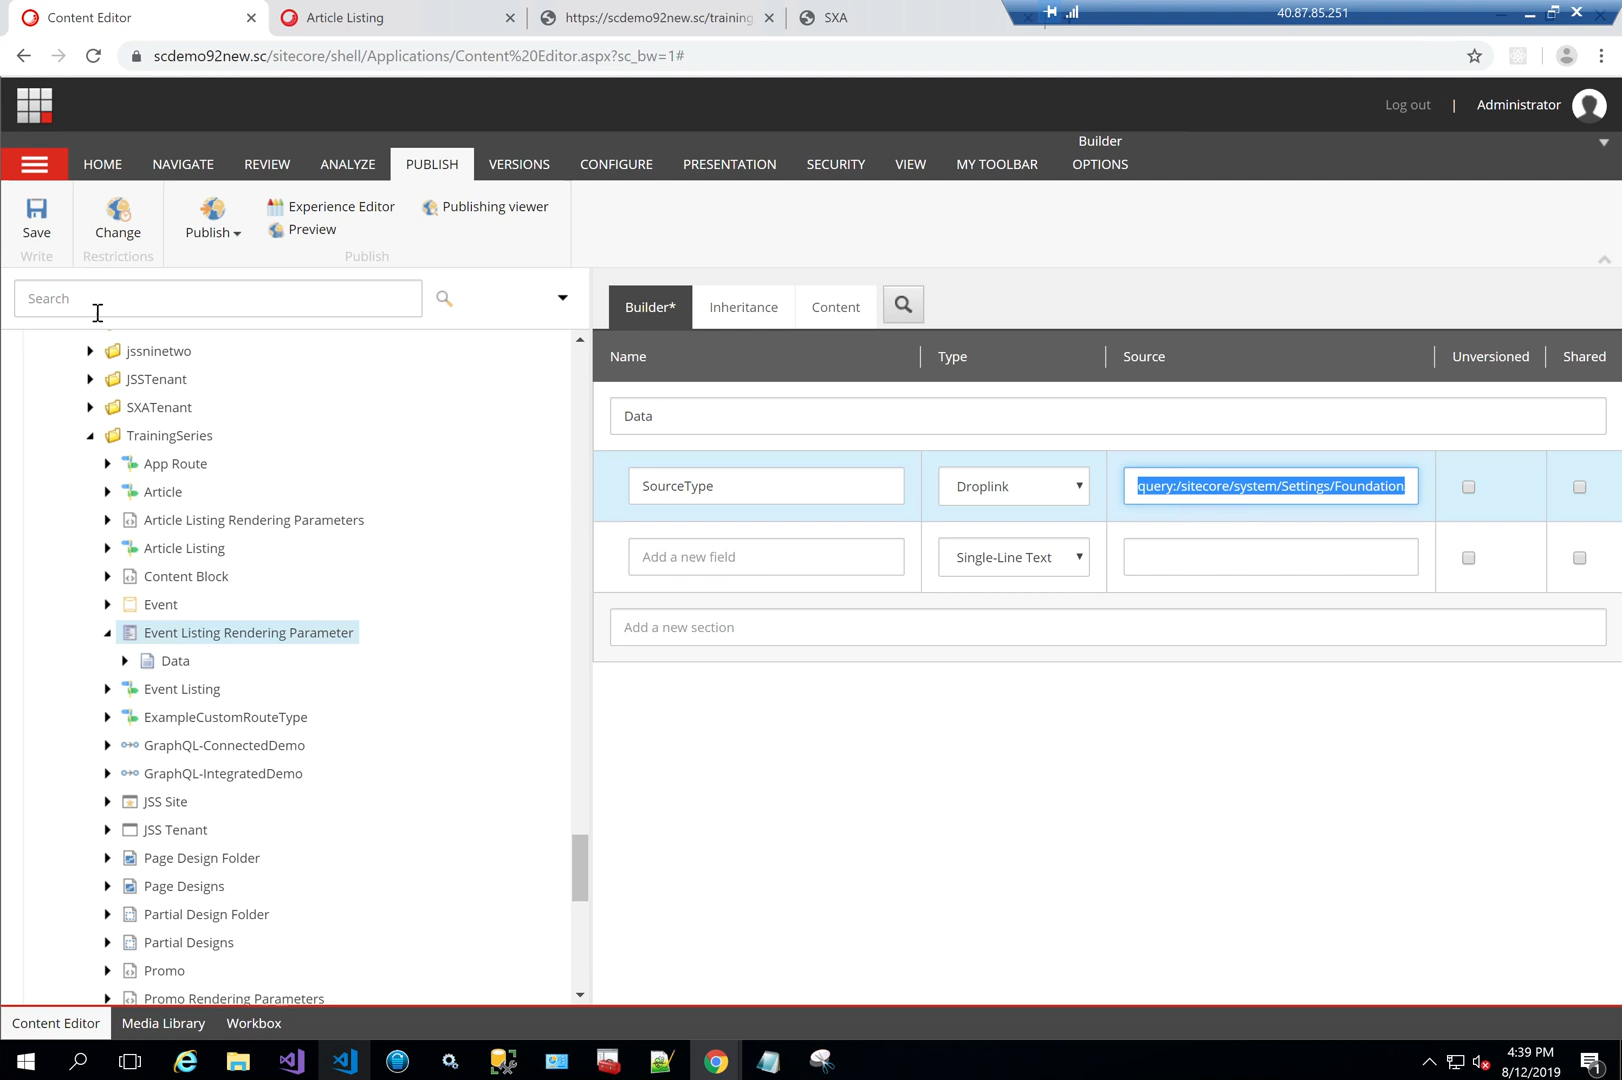 Content Editor
Article Listing
https://scdemo92new.sc/training
SXA
40.87.85.251
scdemo92new.sc/sitecore/shell/Applications/Content%20Editor.aspx?sc_bw=1#
Log out | Administrator
Builder
HOME NAVIGATE REVIEW ANALYZE PUBLISH VERSIONS CONFIGURE PRESENTATION SECURITY VIEW MY TOOLBAR OPTIONS
Save
Write
Change
Restrictions
Publish
Experience Editor
Preview
Publishing viewer
Publish
Search
jssninetwo
JSSTenant
SXATenant
TrainingSeries
App Route
Article
Article Listing Rendering Parameters
Article Listing
Content Block
Event
Event Listing Rendering Parameter
Data
Event Listing
ExampleCustomRouteType
GraphQL-ConnectedDemo
GraphQL-IntegratedDemo
JSS Site
JSS Tenant
Page Design Folder
Page Designs
Partial Design Folder
Partial Designs
Promo
Promo Rendering Parameters
Builder* Inheritance Content
Name Type Source Unversioned Shared
Data
SourceType Droplink query:/sitecore/system/Settings/Foundation
Add a new field Single-Line Text
Add a new section
Content Editor Media Library Workbox
4:39 PM
8/12/2019
1